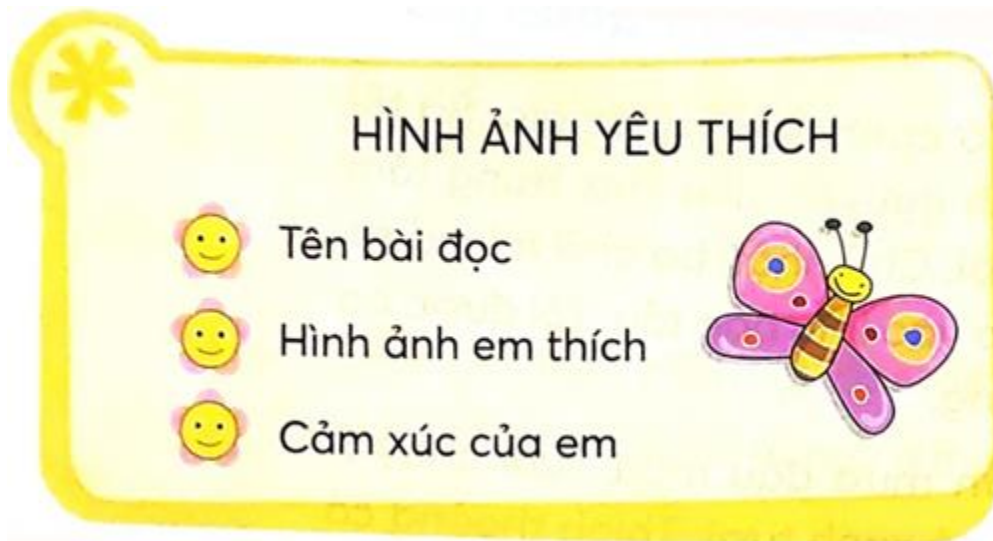 HÌNH ẢNH YÊU THÍCH
Tên bài đọc
Hình ảnh em thích
Cảm xúc của em